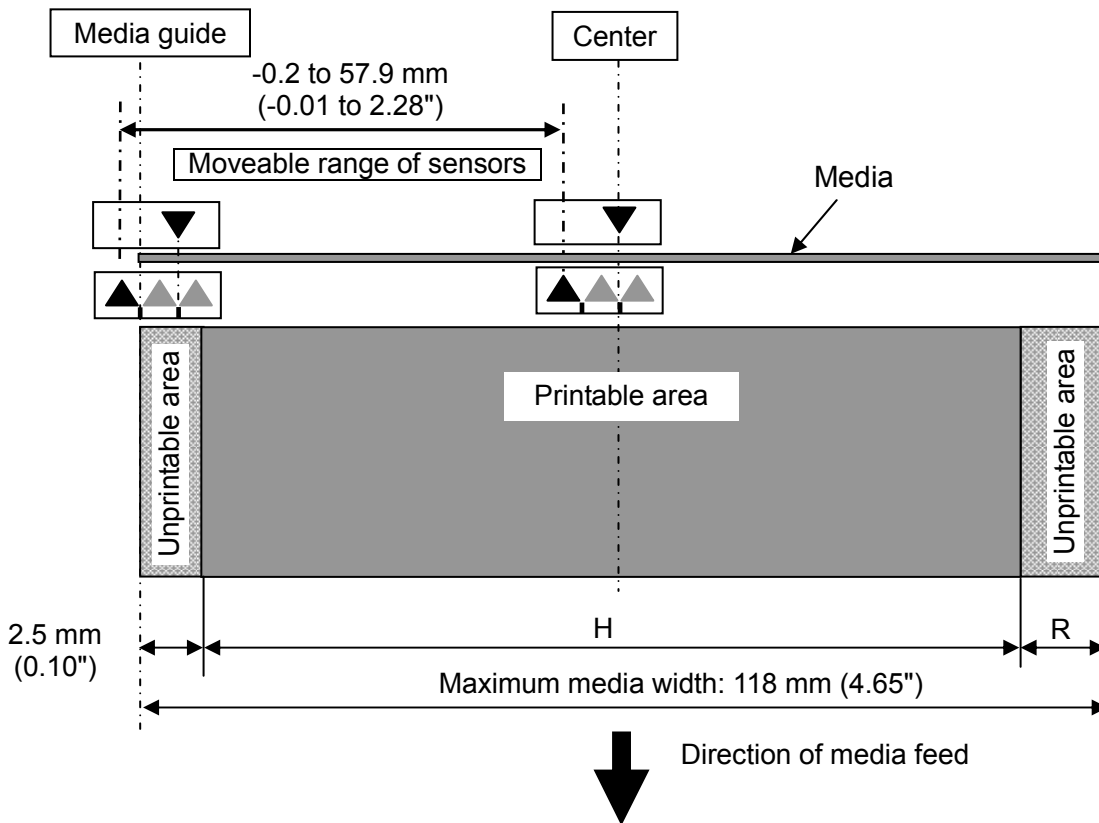 Media guide
Center
-0.2 to 57.9 mm
(-0.01 to 2.28")
Moveable range of sensors
Media
Unprintable area
Printable area
Unprintable area
2.5 mm
(0.10")
H
R
Maximum media width: 118 mm (4.65")
Direction of media feed